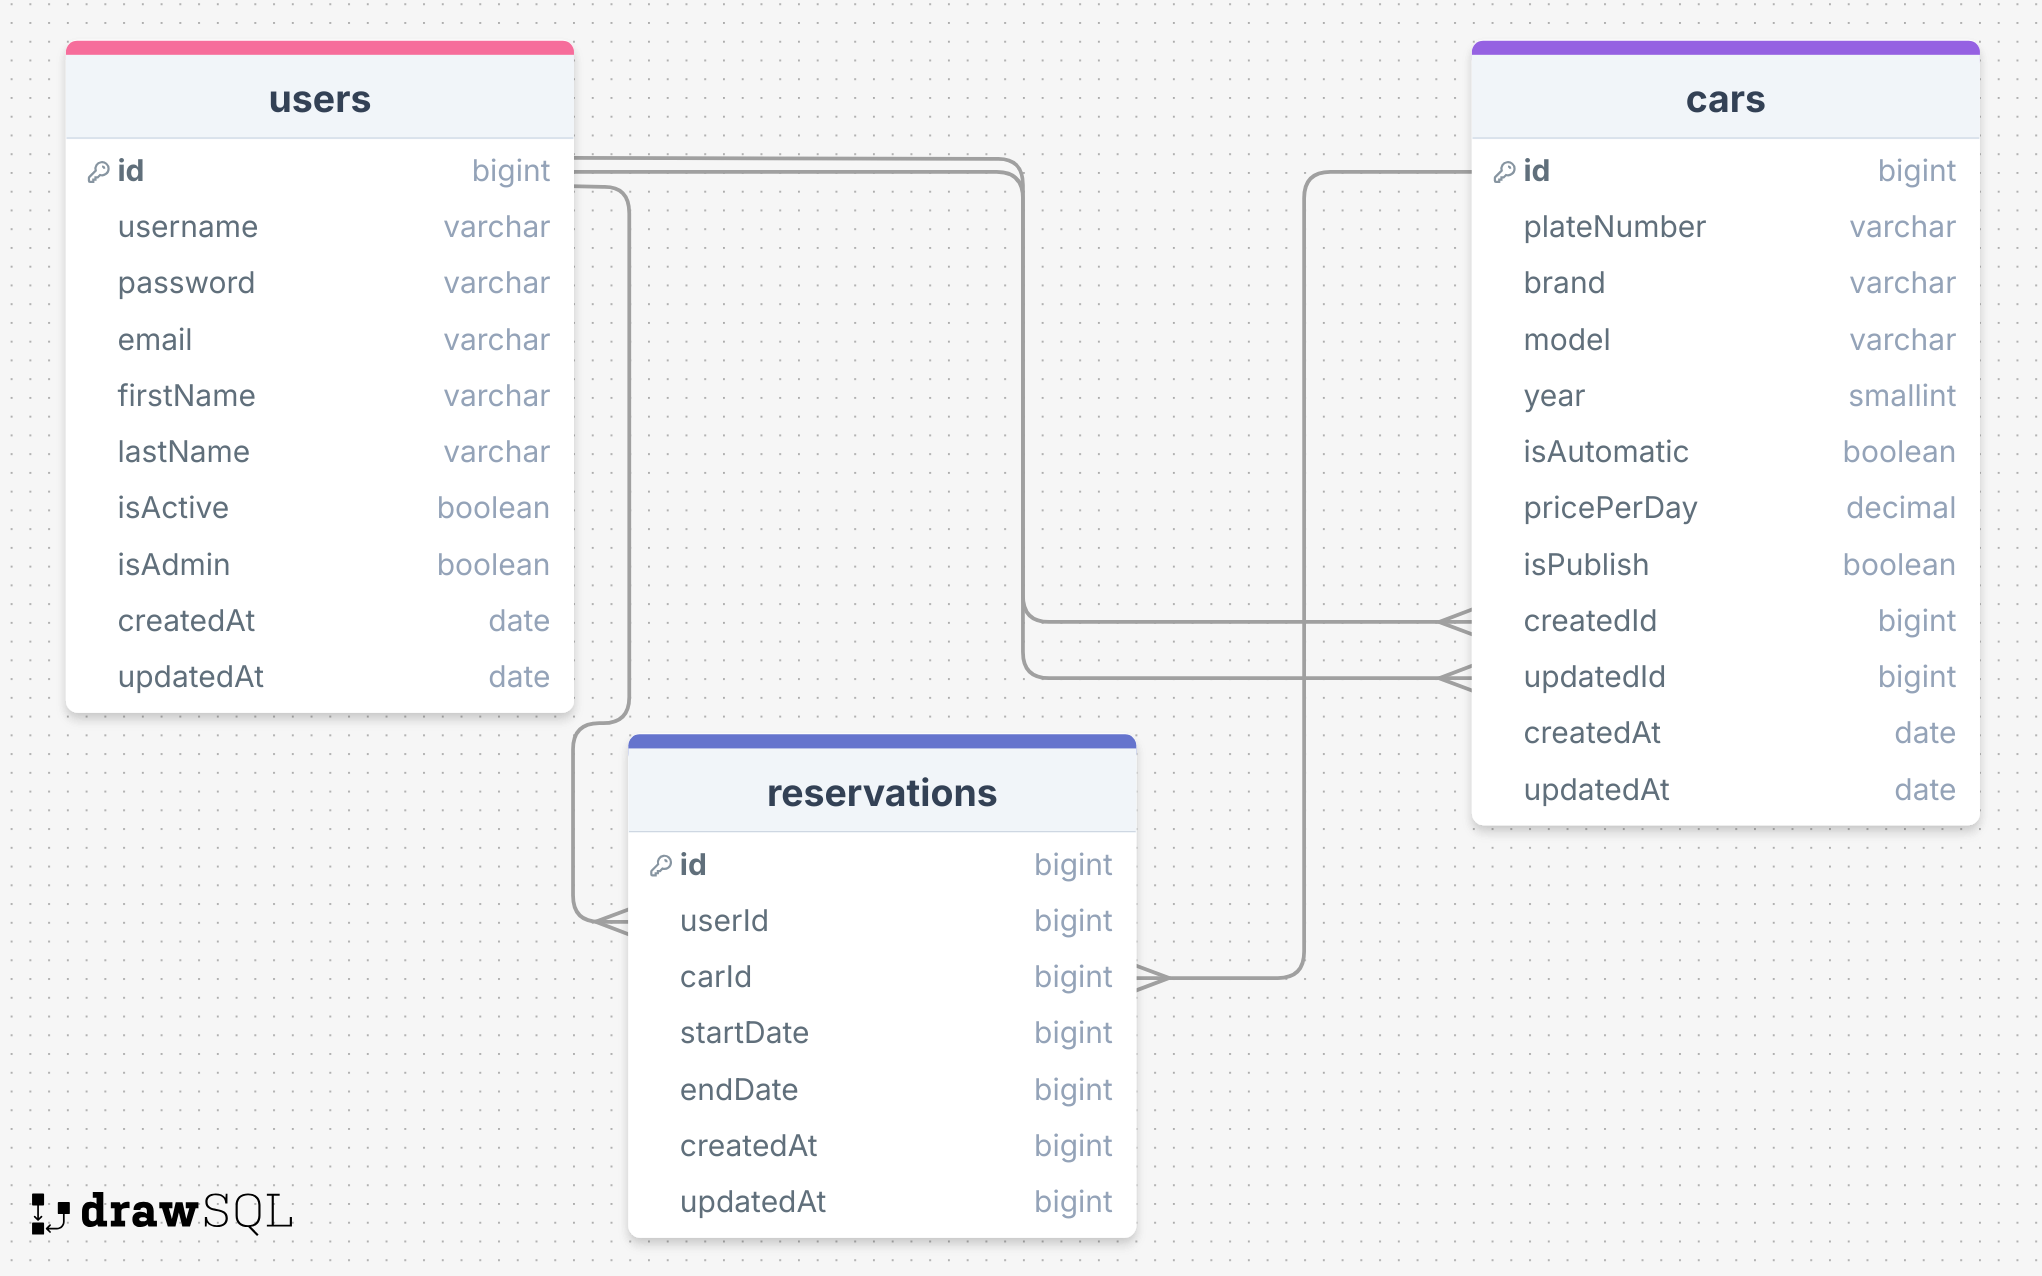 users
id bigint
username varchar
password varchar
email varchar
firstName varchar
lastName varchar
isActive boolean
isAdmin boolean
createdAt date
updatedAt date
cars
id bigint
plateNumber varchar
brand varchar
model varchar
year smallint
isAutomatic boolean
pricePerDay decimal
isPublish boolean
createdId bigint
updatedId bigint
createdAt date
updatedAt date
reservations
id bigint
userId bigint
carId bigint
startDate bigint
endDate bigint
createdAt bigint
updatedAt bigint
drawSQL